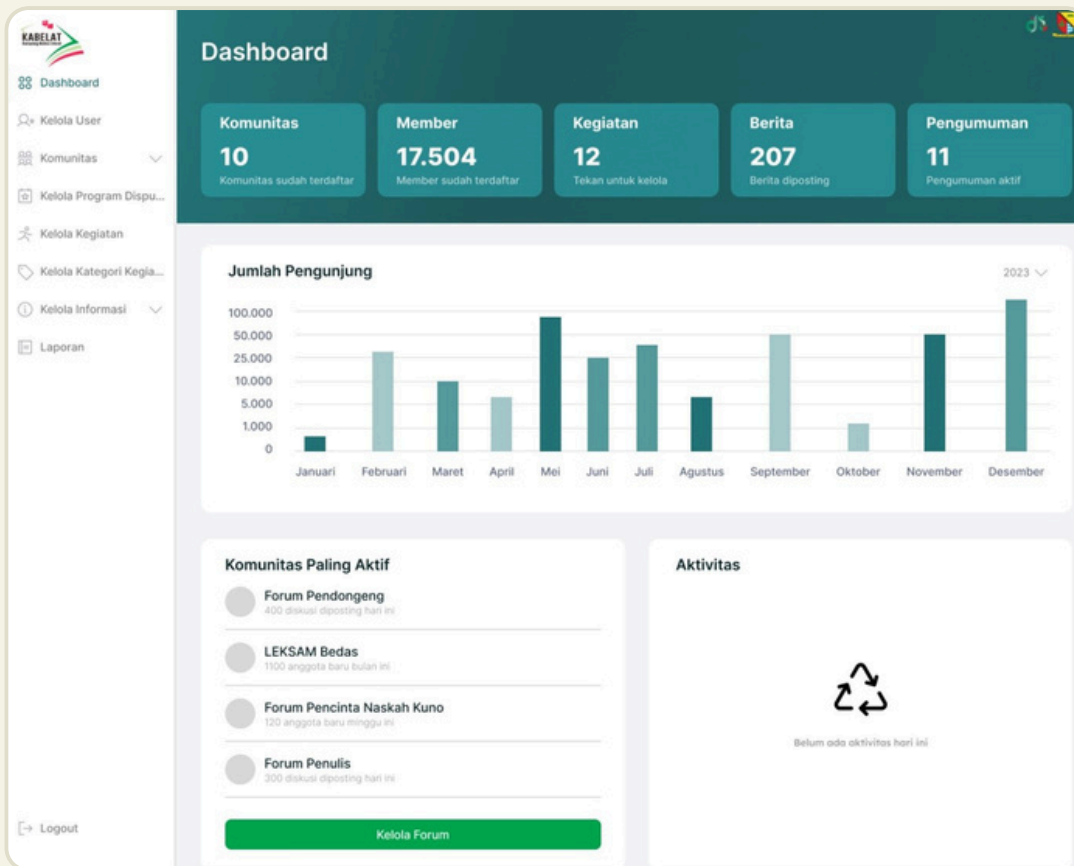 KABELAT
Dashboard
Kelola User
Komunitas
Kelola Program Dispu...
Kelola Kegiatan
Kelola Kategori Kegia...
Kelola Informasi
Laporan
Logout
Dashboard
Komunitas
10
Komunitas sudah terdaftar
Member
17.504
Member sudah terdaftar
Kegiatan
12
Tekan untuk kelola
Berita
207
Berita diposting
Pengumuman
11
Pengumuman aktif
Jumlah Pengunjung
2023
100.000
50.000
25.000
10.000
5.000
1.000
0
Januari Februari Maret April Mei Juni Juli Agustus September Oktober November Desember
Komunitas Paling Aktif
Forum Pendongeng
400 diskusi diposting hari ini
LEKSAM Bedas
1100 anggota baru bulan ini
Forum Pencinta Naskah Kuno
120 anggota baru minggu ini
Forum Penulis
300 diskusi diposting hari ini
Kelola Forum
Aktivitas
Belum ada aktivitas hari ini